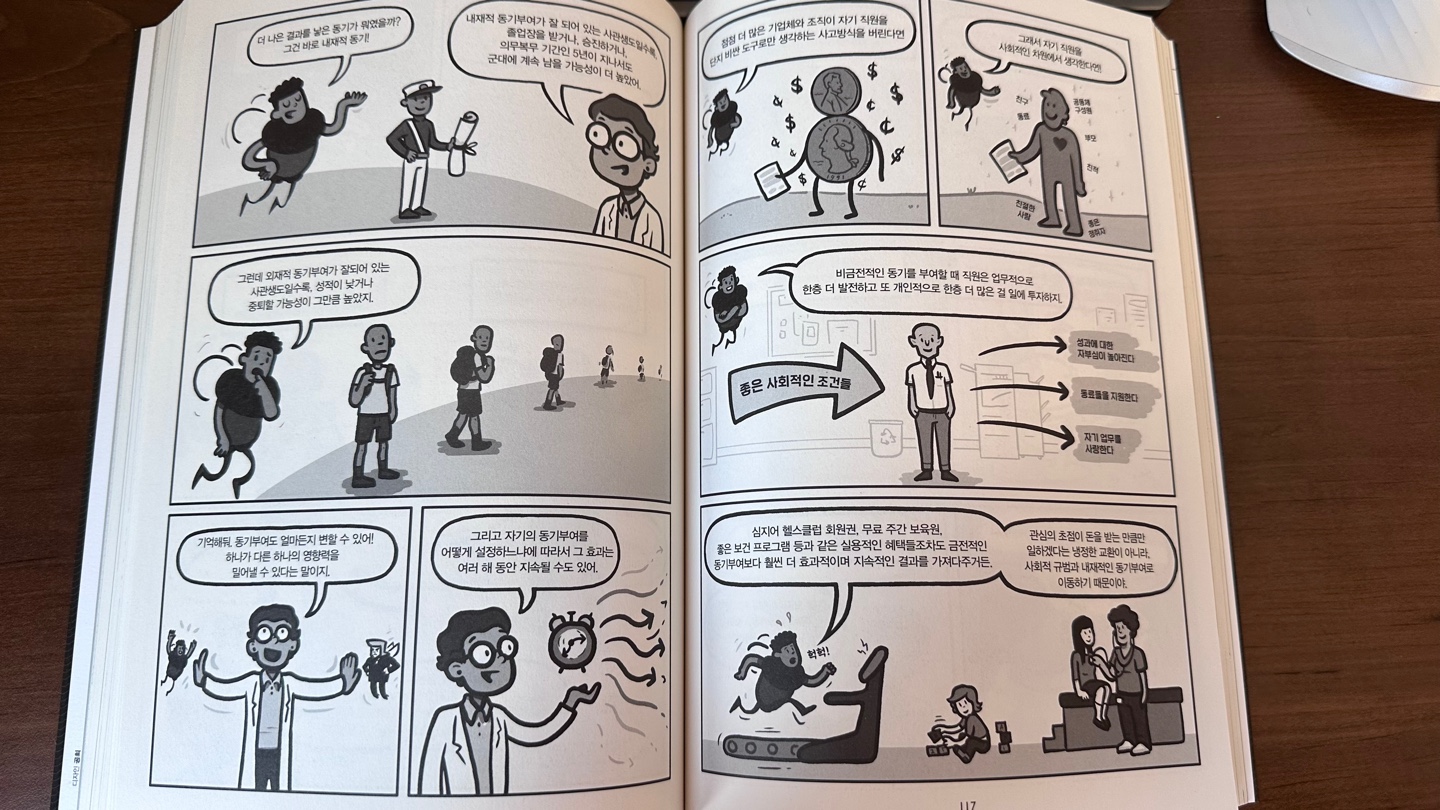 더 나은 결과를 낳은 동기가 뭐였을까?
그건 바로 내재적 동기!
내재적 동기부여가 잘 되어 있는 사관생도일수록,
졸업장을 받거나, 승진하거나,
의무복무 기간인 5년이 지나서도
군대에 계속 남을 가능성이 더 높았어.
그런데 외재적 동기부여가 잘되어 있는
사관생도일수록, 성적이 낮거나
중퇴할 가능성이 그만큼 높았지.
기억해둬, 동기부여도 얼마든지 변할 수 있어!
하나가 다른 하나의 영향력을
밀어낼 수 있다는 말이지.
그리고 자기의 동기부여를
어떻게 설정하느냐에 따라서 그 효과는
여러 해 동안 지속될 수도 있어.
디자인
점점 더 많은 기업체와 조직이 자기 직원을
단지 비싼 도구로만 생각하는 사고방식을 버린다면
$
$
$
$
$
$
¢
¢
¢
1991
그래서 자기 직원을
사회적인 차원에서 생각한다면!
친구
동료
공동체
구성원
부모
친척
친절한
사람
좋은
비금전적인 동기를 부여할 때 직원은 업무적으로
한층 더 발전하고 또 개인적으로 한층 더 많은 걸 일에 투자하지.
좋은 사회적인 조건들
성과에 대한
자부심이 높아진다
동료들을 지원한다
자기 업무를
사랑한다
심지어 헬스클럽 회원권, 무료 주간 보육원,
좋은 보건 프로그램 등과 같은 실용적인 혜택들조차도 금전적인
동기부여보다 훨씬 더 효과적이며 지속적인 결과를 가져다주거든.
관심의 초점이 돈을 받는 만큼만
일하겠다는 냉정한 교환이 아니라,
사회적 규범과 내재적인 동기부여로
이동하기 때문이야.
헉헉!
117